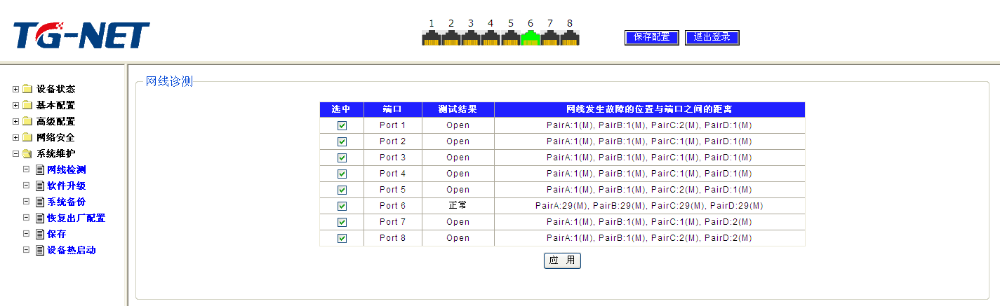 TG-NET
1 2 3 4 5 6 7 8
保存配置 退出登录
设备状态
基本配置
高级配置
网络安全
系统维护
网线检测
软件升级
系统备份
恢复出厂配置
保存
设备热启动
网线诊测
选中 端口 测试结果 网线发生故障的位置与端口之间的距离
Port 1 Open PairA:1(M), PairB:1(M), PairC:2(M), PairD:1(M)
Port 2 Open PairA:1(M), PairB:1(M), PairC:1(M), PairD:1(M)
Port 3 Open PairA:1(M), PairB:1(M), PairC:1(M), PairD:1(M)
Port 4 Open PairA:1(M), PairB:1(M), PairC:1(M), PairD:1(M)
Port 5 Open PairA:1(M), PairB:1(M), PairC:2(M), PairD:1(M)
Port 6 正常 PairA:29(M), PairB:29(M), PairC:29(M), PairD:29(M)
Port 7 Open PairA:1(M), PairB:1(M), PairC:1(M), PairD:2(M)
Port 8 Open PairA:1(M), PairB:1(M), PairC:2(M), PairD:2(M)
应 用